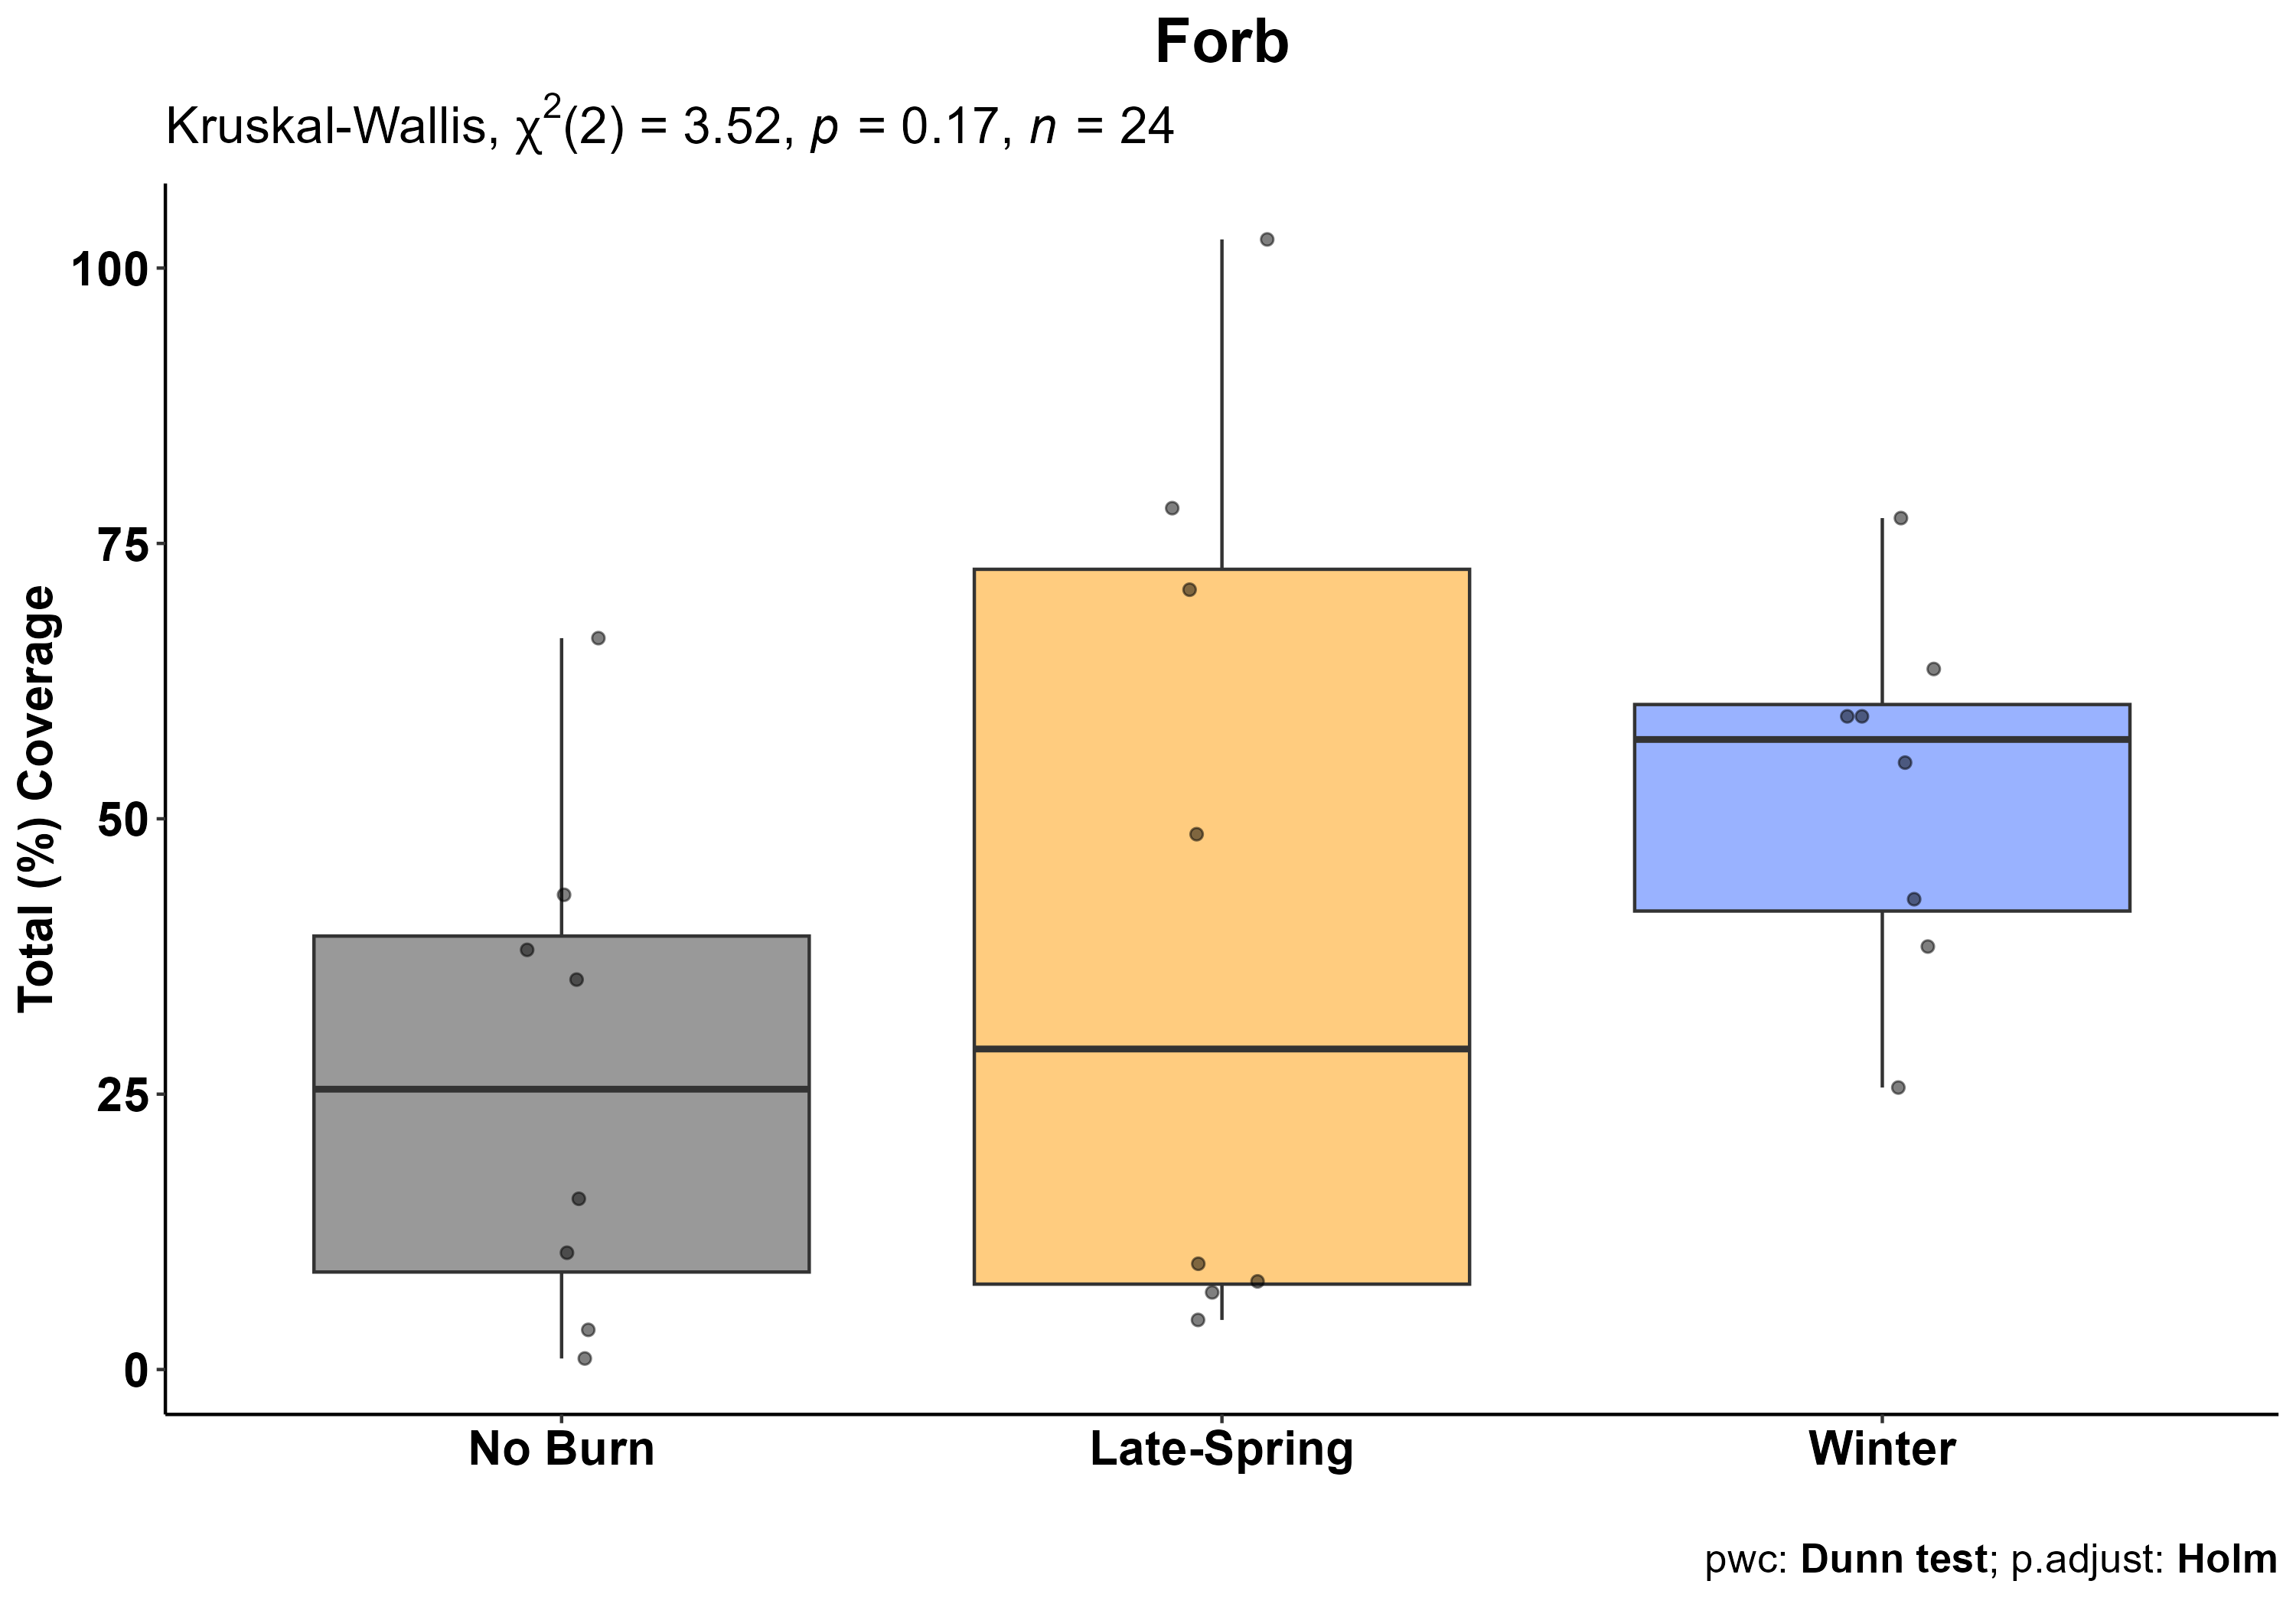 Forb
Kruskal-Wallis, χ²(2) = 3.52, p = 0.17, n = 24
Total (%) Coverage
100
75
50
25
0
No Burn Late-Spring Winter
pwc: Dunn test; p.adjust: Holm